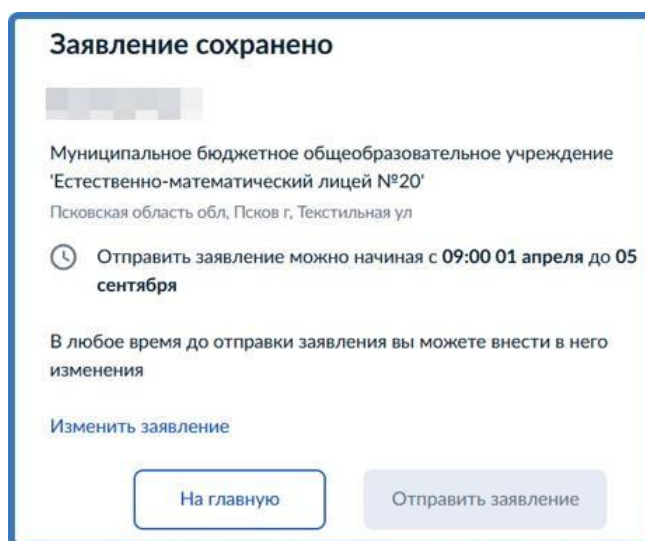 Заявление сохранено
Муниципальное бюджетное общеобразовательное учреждение
'Естественно-математический лицей №20'
Псковская область обл, Псков г, Текстильная ул
Отправить заявление можно начиная с 09:00 01 апреля до 05
сентября
В любое время до отправки заявления вы можете внести в него
изменения
Изменить заявление
На главную
Отправить заявление